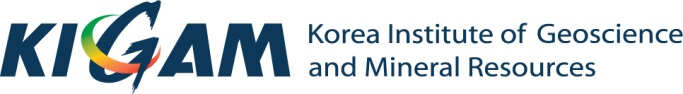 KIGAM
Korea Institute of Geoscience
and Mineral Resources